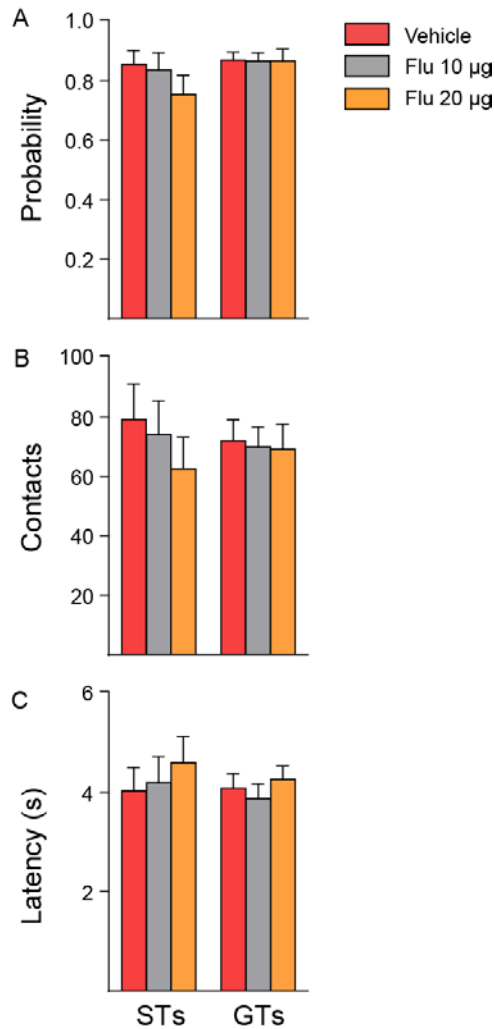 A
Probability
1.0
0.8
0.6
0.4
0.2
Vehicle
Flu 10 µg
Flu 20 µg
B
Contacts
100
80
60
40
20
C
Latency (s)
6
4
2
STs GTs